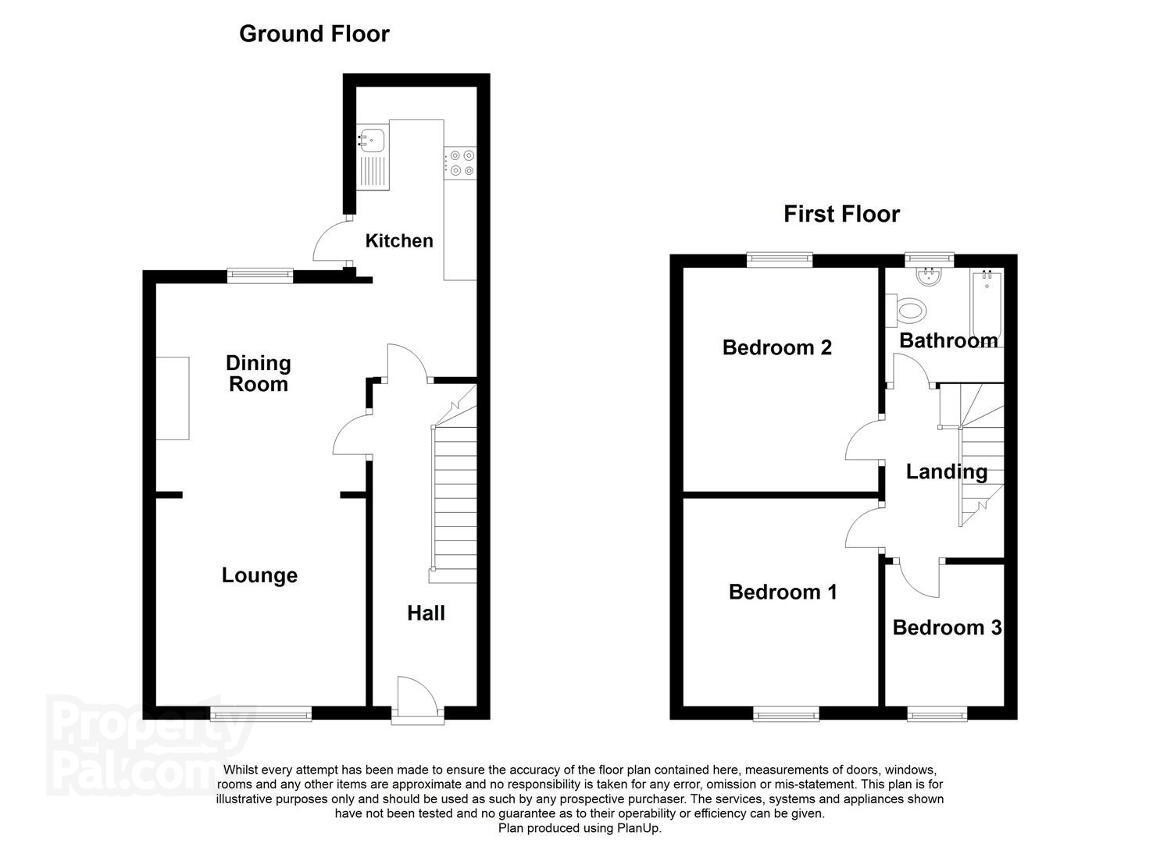 Ground Floor
Kitchen
Dining
Room
Lounge
Hall
First Floor
Bedroom 2
Bathroom
Landing
Bedroom 1
Bedroom 3
Property
Pal.com
Whilst every attempt has been made to ensure the accuracy of the floor plan contained here, measurements of doors, windows,
rooms and any other items are approximate and no responsibility is taken for any error, omission or mis-statement. This plan is for
illustrative purposes only and should be used as such by any prospective purchaser. The services, systems and appliances shown
have not been tested and no guarantee as to their operability or efficiency can be given.
Plan produced using PlanUp.